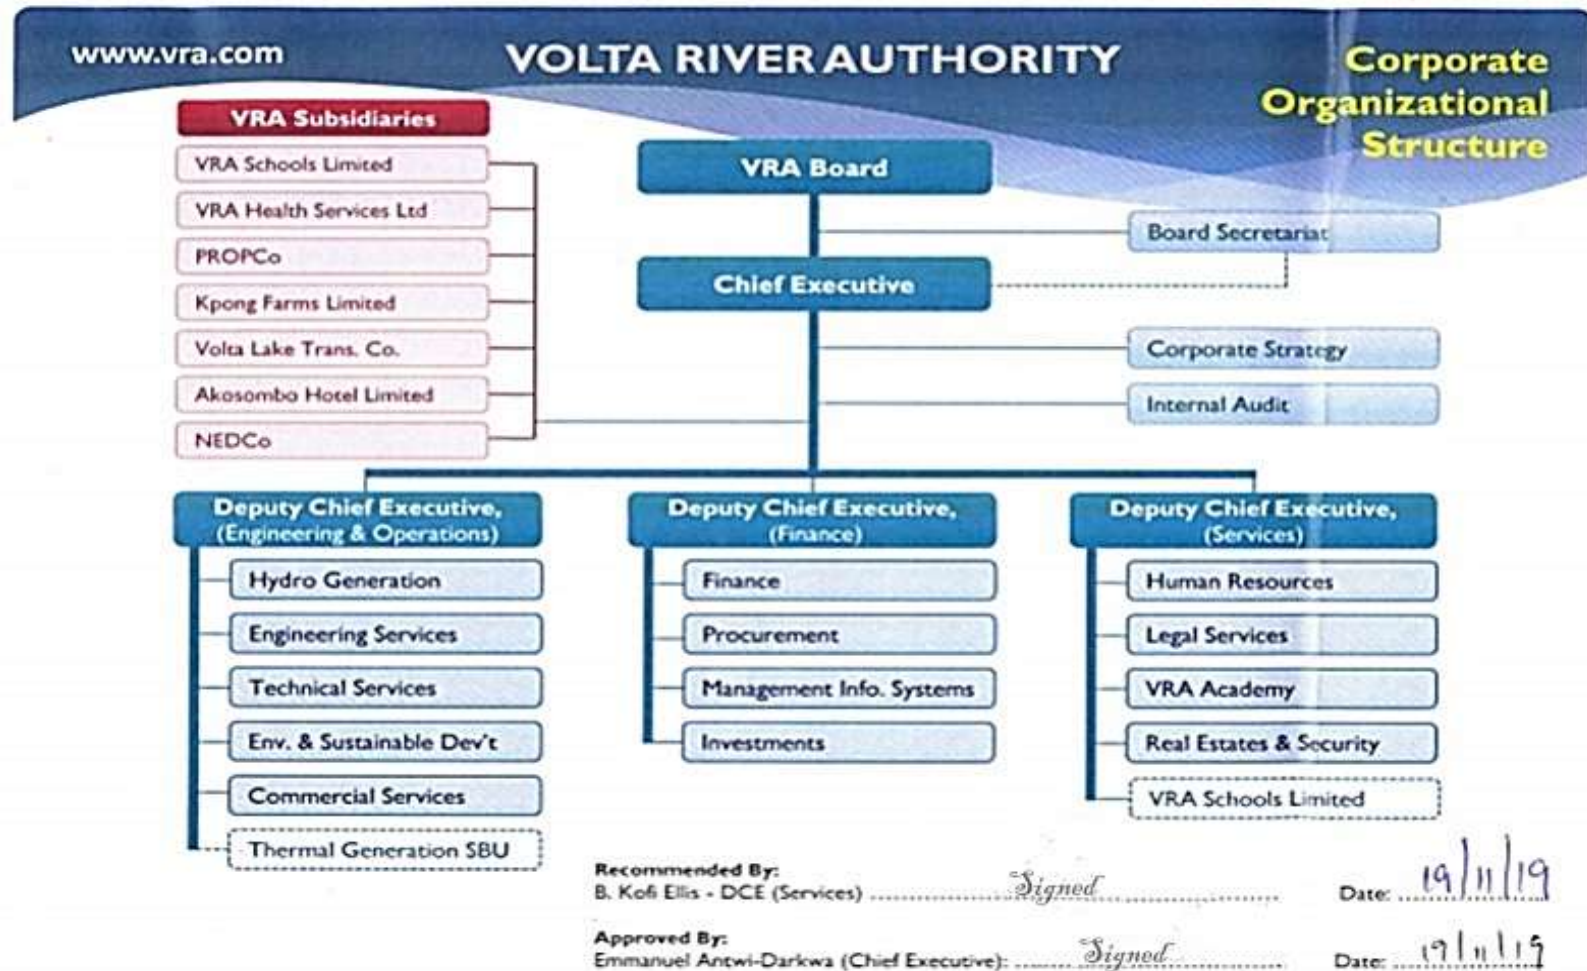 www.vra.com
VOLTA RIVER AUTHORITY
Corporate
Organizational
Structure
VRA Subsidiaries
VRA Schools Limited
VRA Health Services Ltd
PROPCo
Kpong Farms Limited
Volta Lake Trans. Co.
Akosombo Hotel Limited
NEDCo
VRA Board
Board Secretariat
Chief Executive
Corporate Strategy
Internal Audit
Deputy Chief Executive,
(Engineering & Operations)
Hydro Generation
Engineering Services
Technical Services
Env. & Sustainable Dev't
Commercial Services
Thermal Generation SBU
Deputy Chief Executive,
(Finance)
Finance
Procurement
Management Info. Systems
Investments
Deputy Chief Executive,
(Services)
Human Resources
Legal Services
VRA Academy
Real Estates & Security
VRA Schools Limited
Recommended By:
B. Kofi Ellis - DCE (Services) ........ Signed ........ Date: 19/11/19
Approved By:
Emmanuel Antwi-Darkwa (Chief Executive): ........ Signed ........ Date: 19/11/19